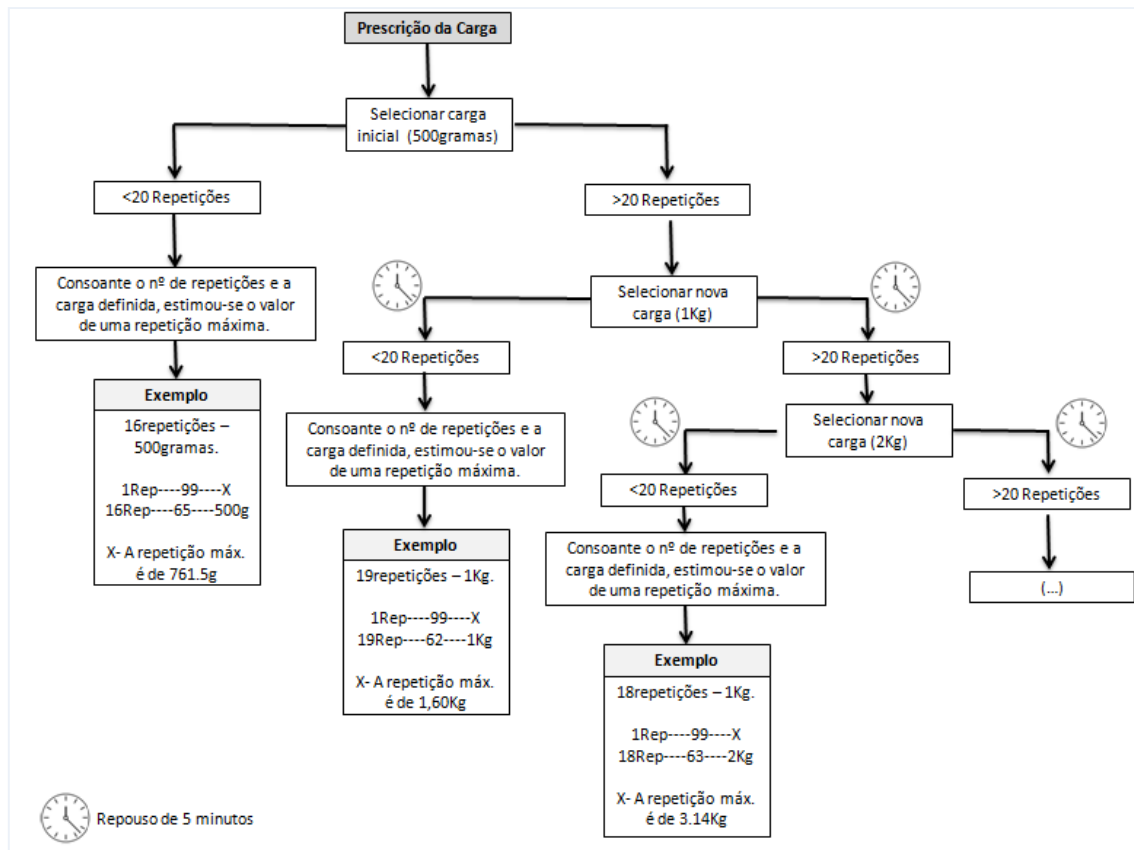 Prescrição da Carga
Selecionar carga
inicial (500gramas)
<20 Repetições
>20 Repetições
Consoante o nº de repetições e a
carga definida, estimou-se o valor
de uma repetição máxima.
Selecionar nova
carga (1Kg)
<20 Repetições
>20 Repetições
Exemplo
16repetições –
500gramas.
1Rep----99----X
16Rep----65----500g
X- A repetição máx.
é de 761.5g
Consoante o nº de repetições e a
carga definida, estimou-se o valor
de uma repetição máxima.
Selecionar nova
carga (2Kg)
<20 Repetições
>20 Repetições
Exemplo
19repetições – 1Kg.
1Rep----99----X
19Rep----62----1Kg
X- A repetição máx.
é de 1,60Kg
Consoante o nº de repetições e a
carga definida, estimou-se o valor
de uma repetição máxima.
(...)
Exemplo
18repetições – 1Kg.
1Rep----99----X
18Rep----63----2Kg
X- A repetição máx.
é de 3.14Kg
Repouso de 5 minutos